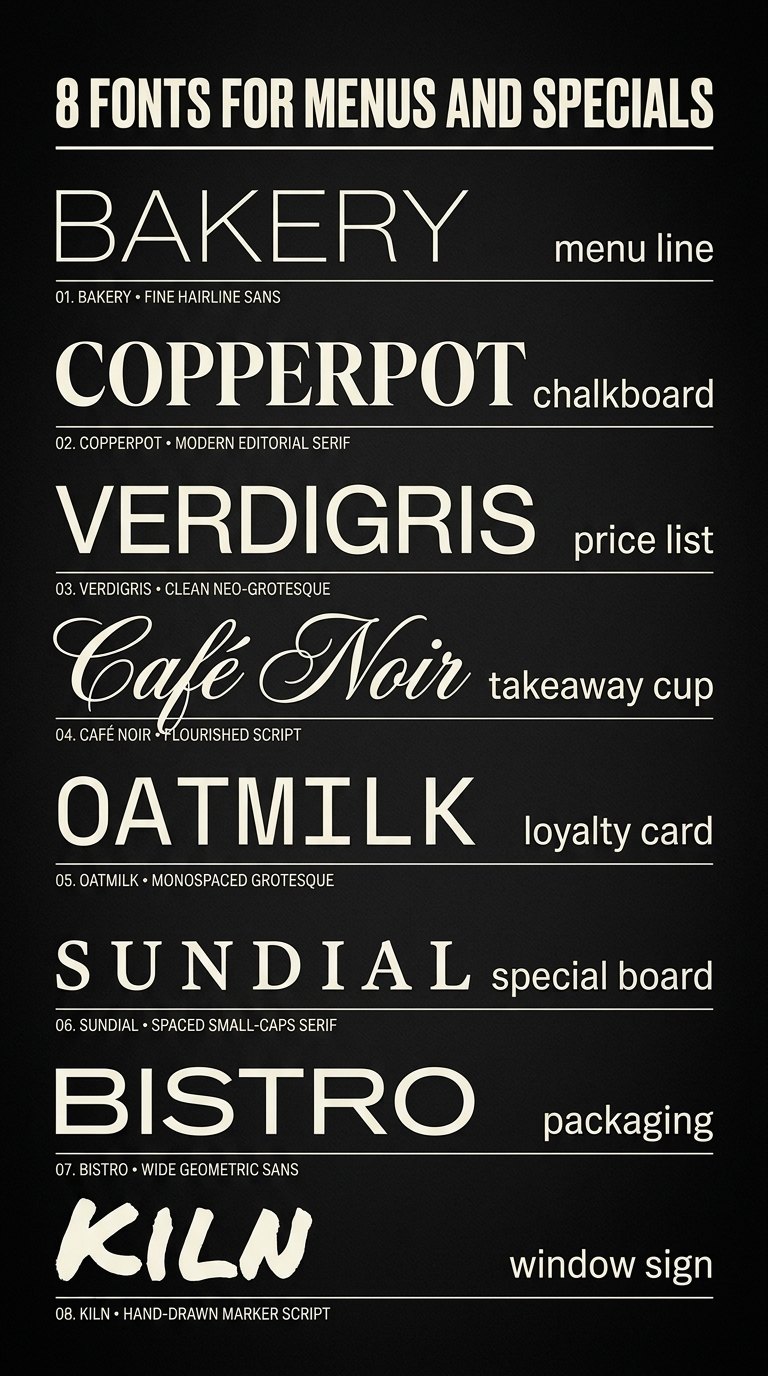 8 FONTS FOR MENUS AND SPECIALS
BAKERY menu line
01. BAKERY • FINE HAIRLINE SANS
COPPERPOT chalkboard
02. COPPERPOT • MODERN EDITORIAL SERIF
VERDIGRIS price list
03. VERDIGRIS • CLEAN NEO-GROTESQUE
Café Noir takeaway cup
04. CAFÉ NOIR • FLOURISHED SCRIPT
OATMILK loyalty card
05. OATMILK • MONOSPACED GROTESQUE
SUNDIAL special board
06. SUNDIAL • SPACED SMALL-CAPS SERIF
BISTRO packaging
07. BISTRO • WIDE GEOMETRIC SANS
KILN window sign
08. KILN • HAND-DRAWN MARKER SCRIPT